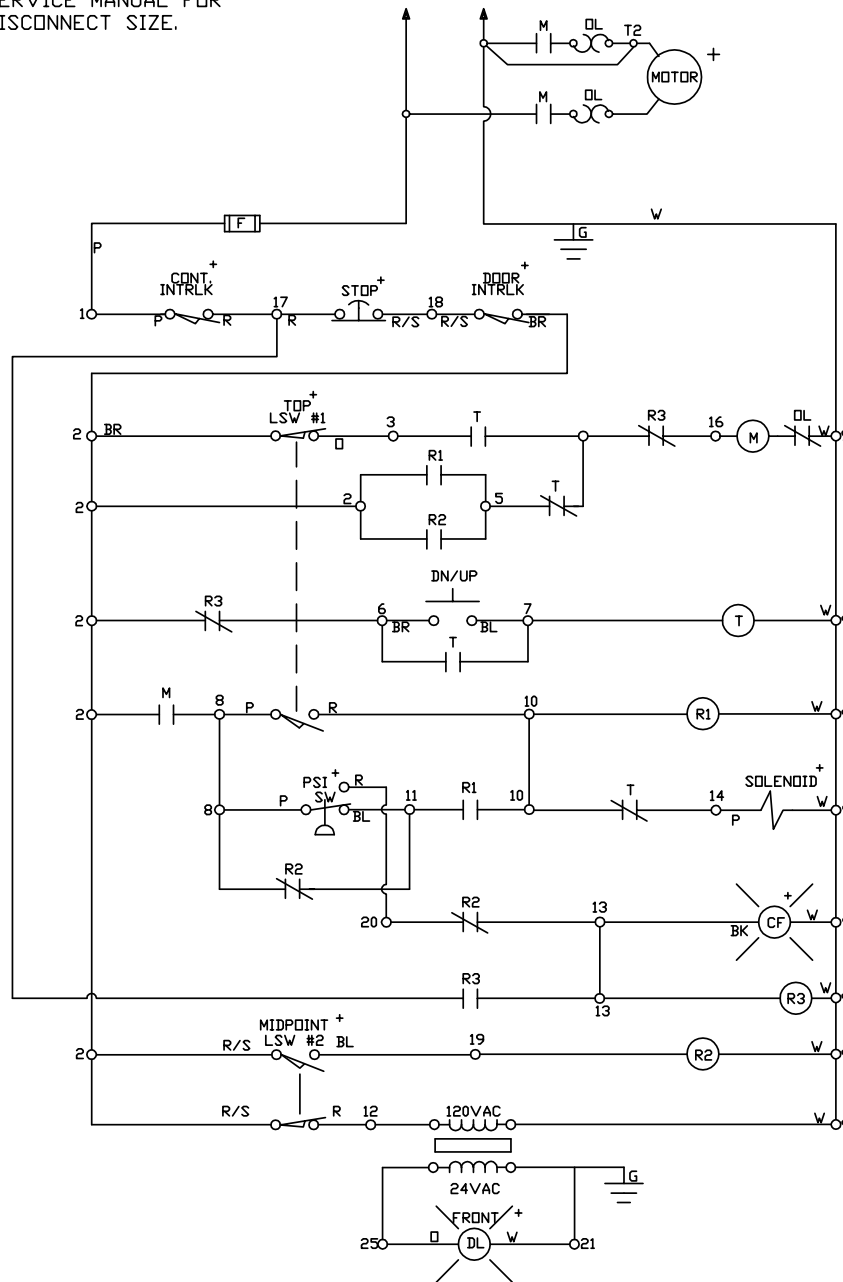 SERVICE MANUAL FOR
DISCONNECT SIZE.
M OL T2
MOTOR +
M OL
F
W
G
P
CONT. +
INTRLK
17
STOP +
18
DOOR +
INTRLK
1 P R R R/S R/S BR
TOP +
LSW #1
2 BR O 3 T R3 16 M OL W
R1
2 2 5 T
R2
DN/UP
R3 6 7
2 BR BL T W
T
M 8 P R 10
2 R1 W
PSI + R
SW
SOLENOID +
8 P BL 11 R1 10 T 14 P W
R2
R2 13 +
20 BK CF W
R3 R3 W
13
MIDPOINT +
LSW #2
2 R/S BL 19 R2 W
R/S R 12 120VAC W
24VAC
G
FRONT +
25 O DL W 21